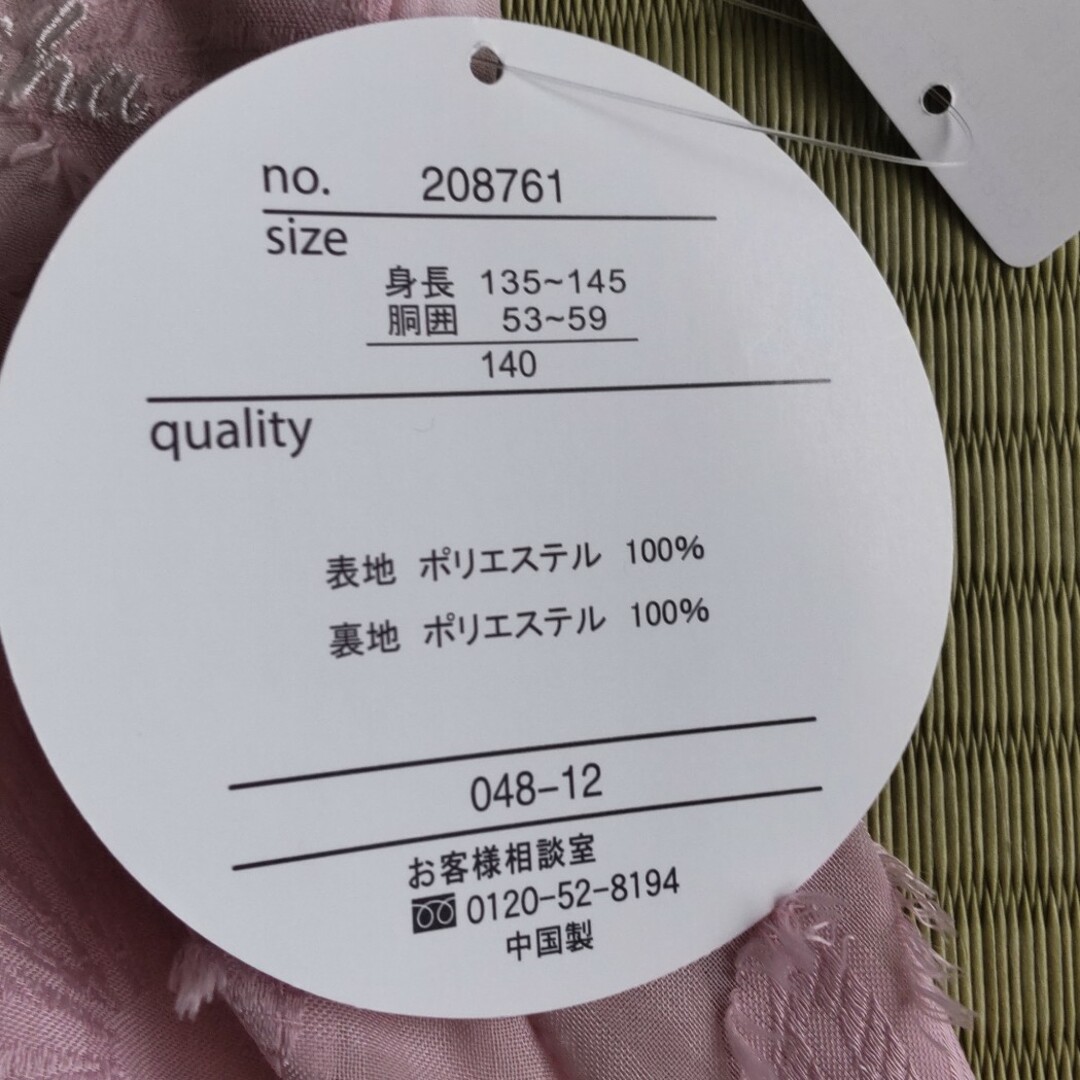 no. 208761
size
身長 135~145
胴囲 53~59
140
quality
表地 ポリエステル 100%
裏地 ポリエステル 100%
048-12
お客様相談室
0120-52-8194
中国製